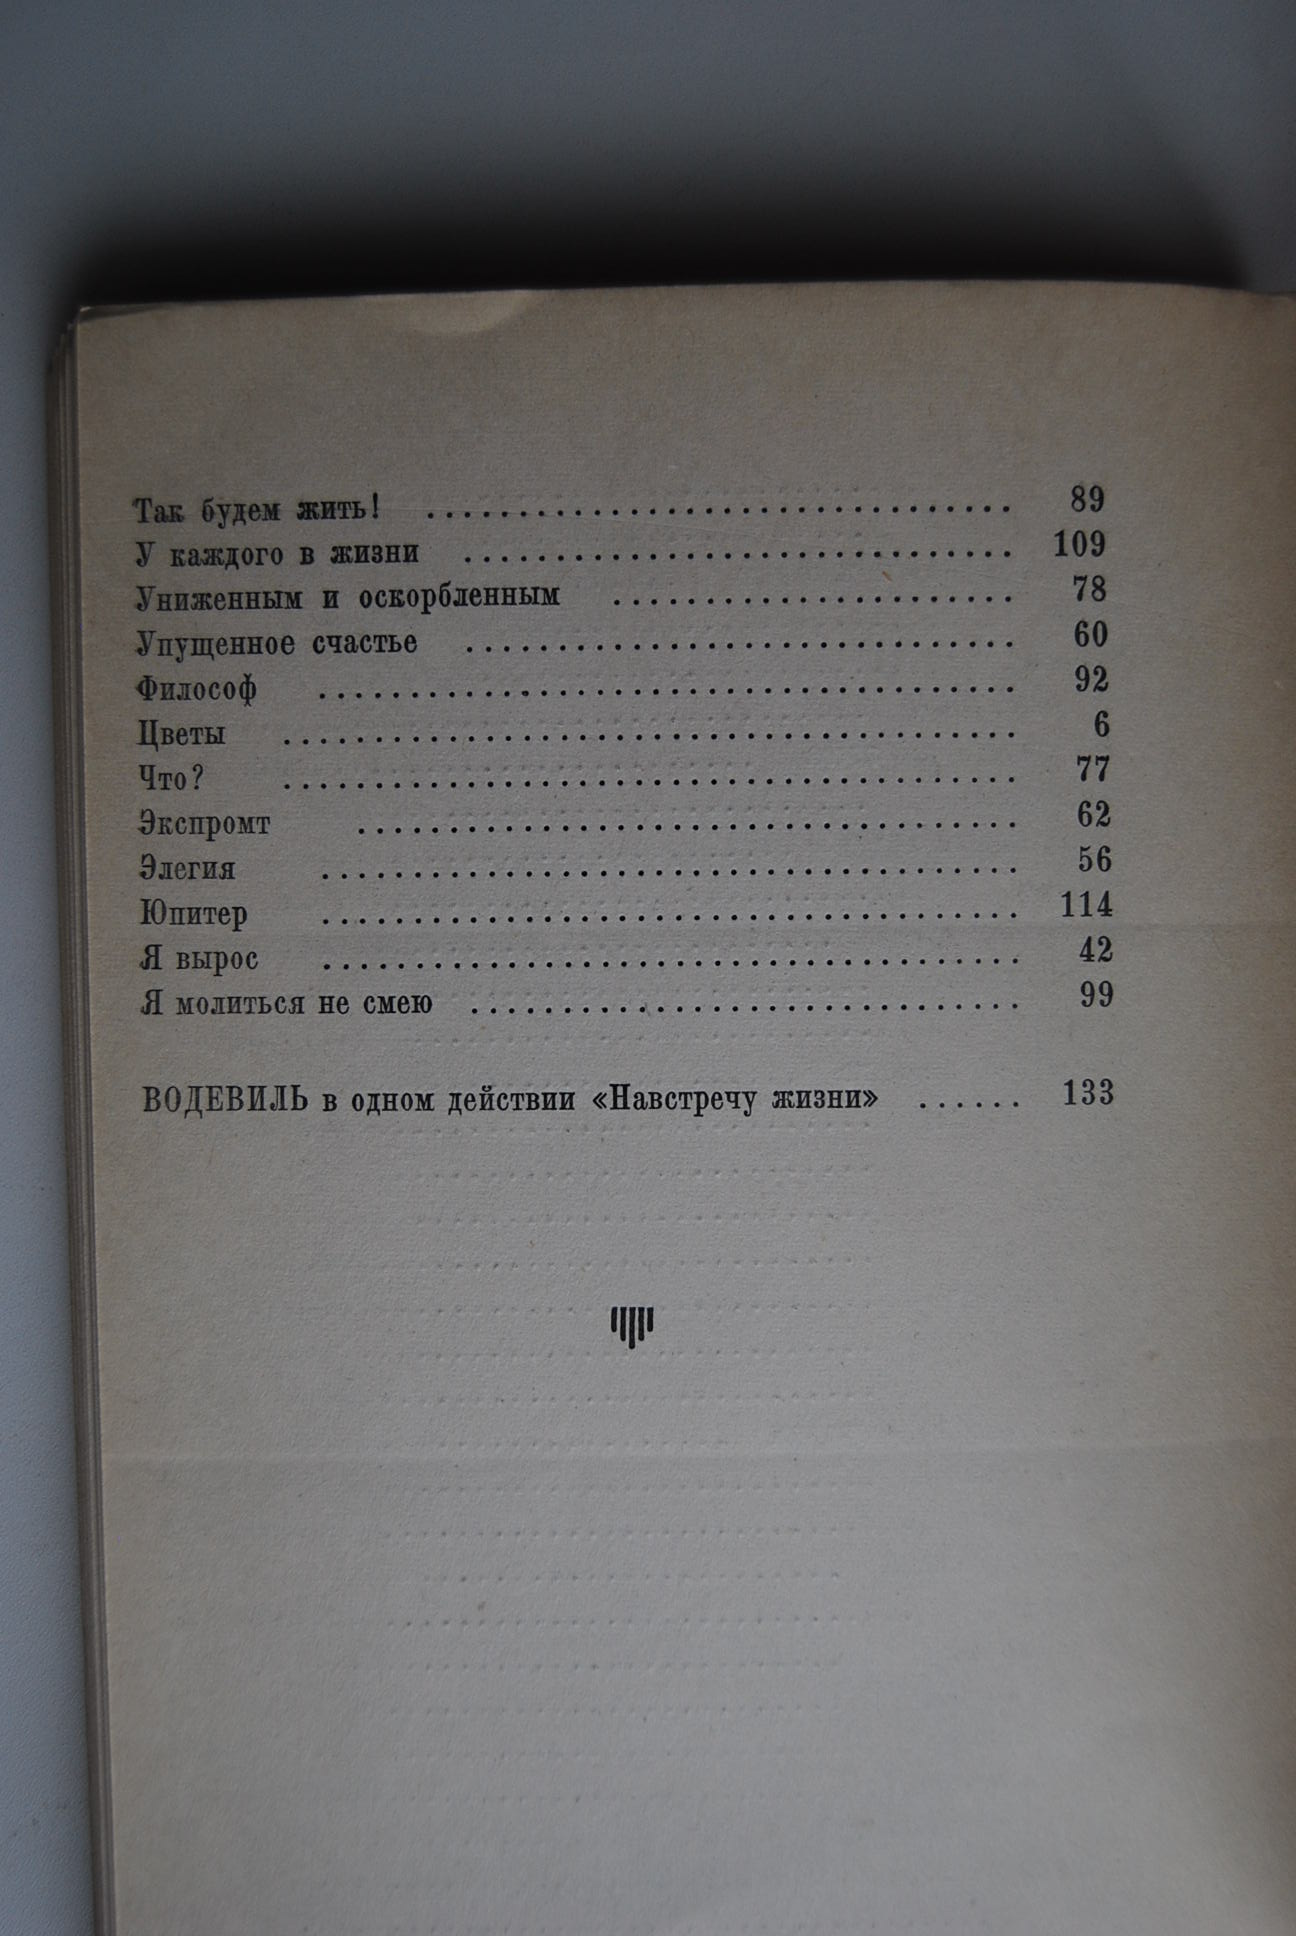 Так будем жить! ................................ 89
У каждого в жизни .............................. 109
Униженным и оскорбленным ...................... 78
Упущенное счастье .............................. 60
Философ ...................................... 92
Цветы ........................................ 6
Что? ........................................ 77
Экспромт .................................... 62
Элегия ...................................... 56
Юпитер ...................................... 114
Я вырос ...................................... 42
Я молиться не смею .............................. 99
ВОДЕВИЛЬ в одном действии «Навстречу жизни» ...... 133